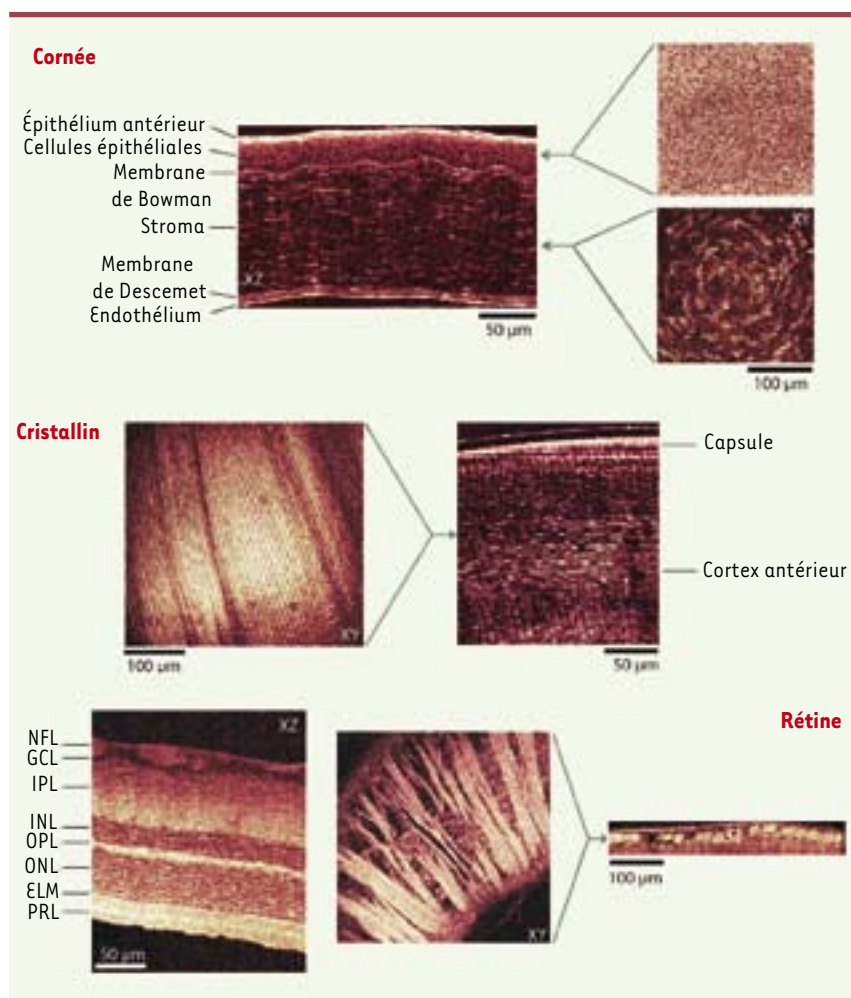 Cornée
Épithélium antérieur
Cellules épithéliales
Membrane
de Bowman
Stroma
Membrane
de Descemet
Endothélium
XZ
50 µm
XY
100 µm
Cristallin
XY
100 µm
Capsule
Cortex antérieur
50 µm
Rétine
NFL
GCL
IPL
INL
OPL
ONL
ELM
PRL
XZ
50 µm
XY
100 µm